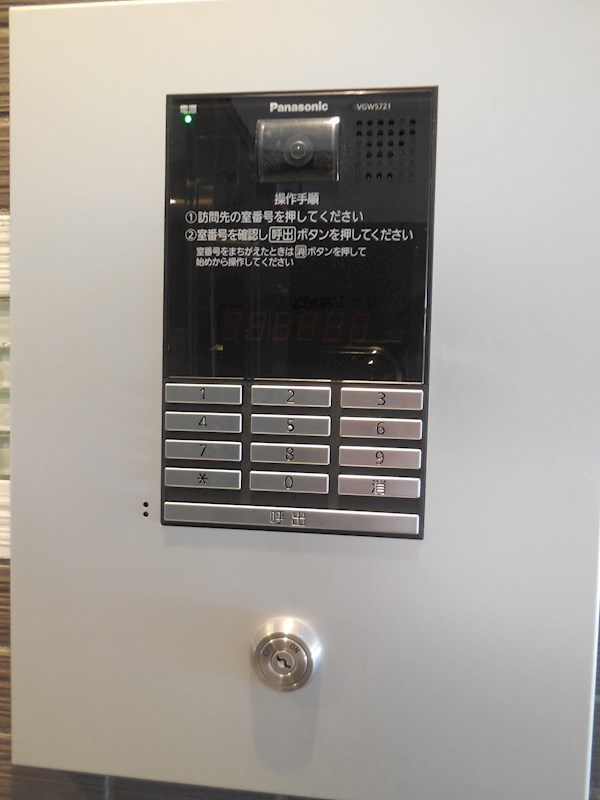 電源 Panasonic VGW5721
操作手順
①訪問先の室番号を押してください
②室番号を確認し呼出ボタンを押してください
室番号をまちがえたときは消ボタンを押して
始めから操作してください
1 2 3
4 5 6
7 8 9
* 0 消
呼出